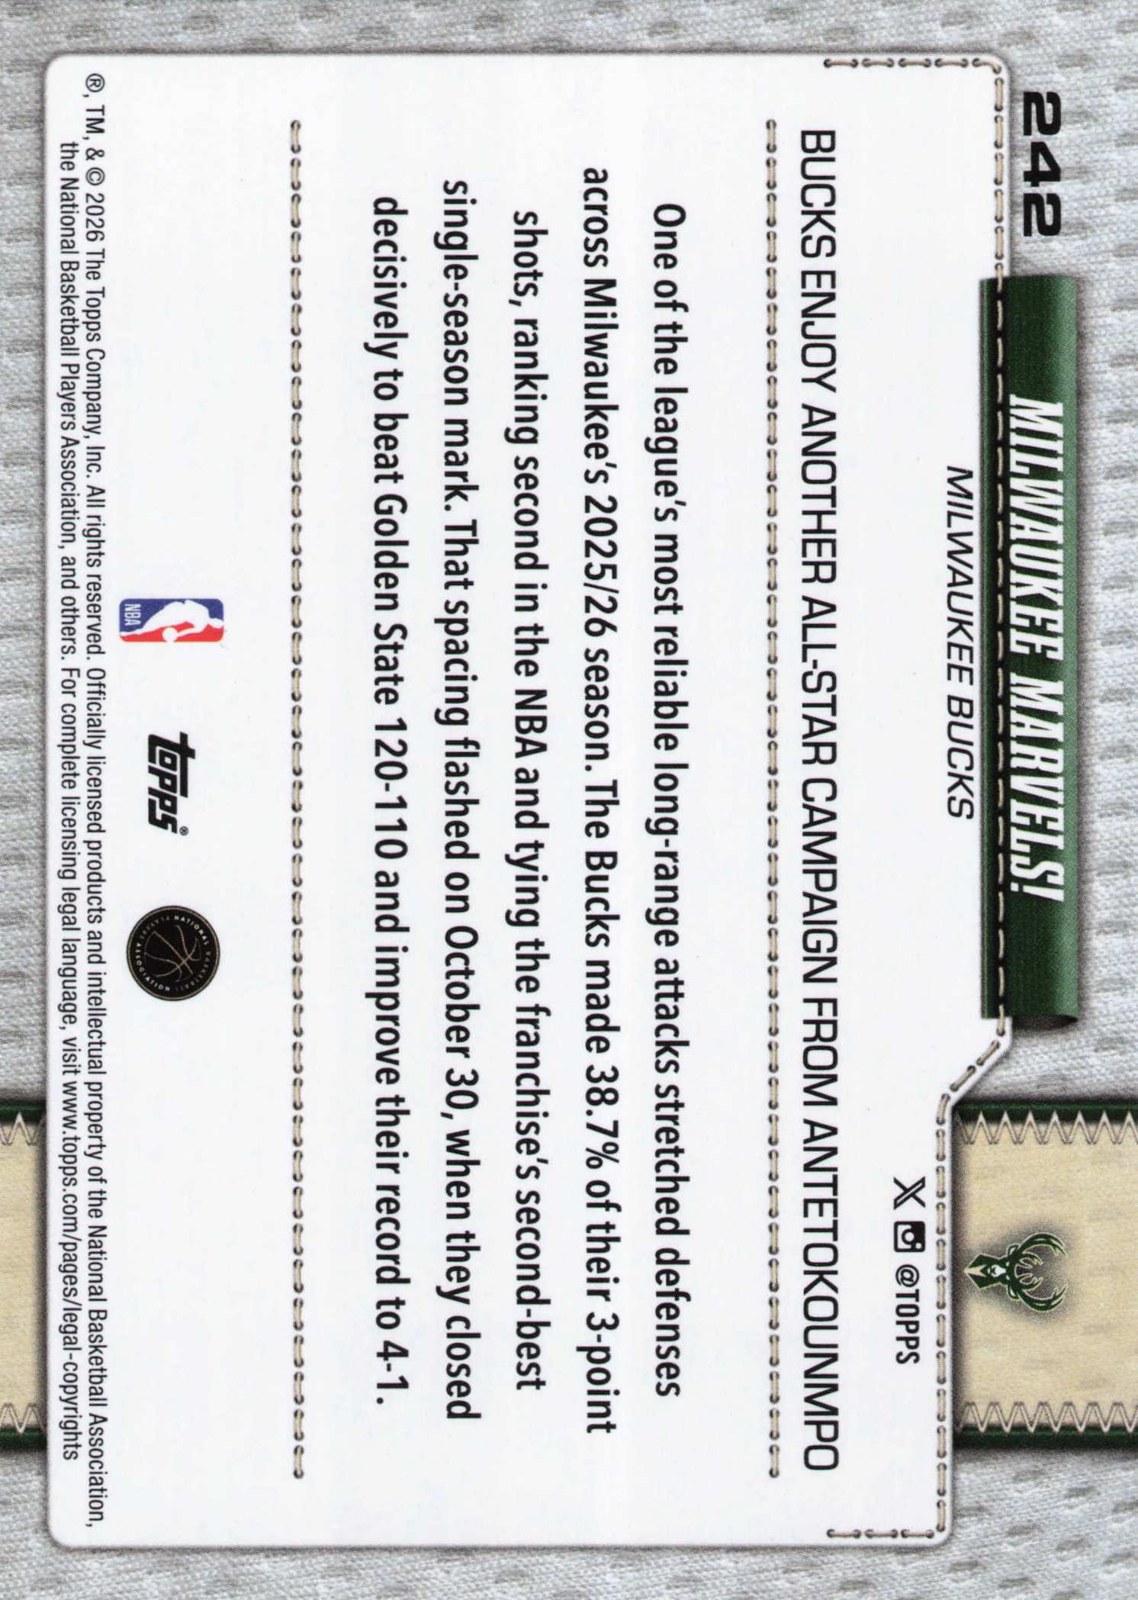 242
MILWAUKEE MARVELS!
MILWAUKEE BUCKS
@TOPPS
BUCKS ENJOY ANOTHER ALL-STAR CAMPAIGN FROM ANTETOKOUNMPO
One of the league's most reliable long-range attacks stretched defenses
across Milwaukee's 2025/26 season. The Bucks made 38.7% of their 3-point
shots, ranking second in the NBA and tying the franchise's second-best
single-season mark. That spacing flashed on October 30, when they closed
decisively to beat Golden State 120-110 and improve their record to 4-1.
NBA
topps®
NATIONAL BASKETBALL PLAYERS ASSOCIATION
®, TM, & © 2026 The Topps Company, Inc. All rights reserved. Officially licensed products and intellectual property of the National Basketball Association,
the National Basketball Players Association, and others. For complete licensing legal language, visit www.topps.com/pages/legal-copyrights